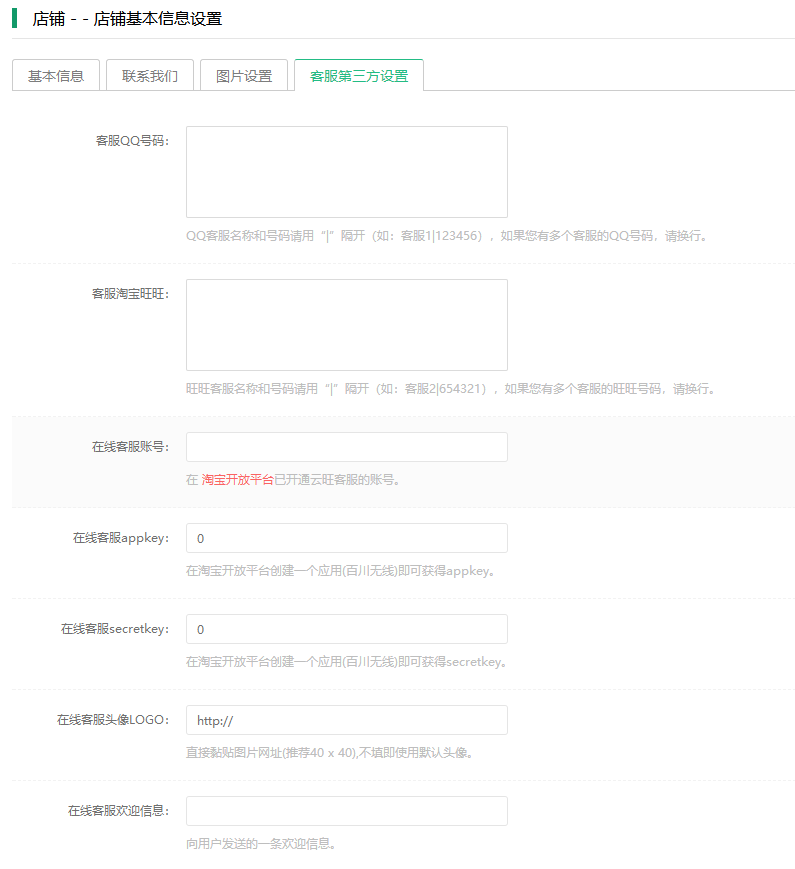 店铺 - - 店铺基本信息设置
基本信息 联系我们 图片设置 客服第三方设置
客服QQ号码：
QQ客服名称和号码请用“|”隔开（如：客服1|123456），如果您有多个客服的QQ号码，请换行。
客服淘宝旺旺：
旺旺客服名称和号码请用“|”隔开（如：客服2|654321），如果您有多个客服的旺旺号码，请换行。
在线客服账号：
在 淘宝开放平台已开通云旺客服的账号。
在线客服appkey： 0
在淘宝开放平台创建一个应用(百川无线)即可获得appkey。
在线客服secretkey： 0
在淘宝开放平台创建一个应用(百川无线)即可获得secretkey。
在线客服头像LOGO： http://
直接黏贴图片网址(推荐40 x 40),不填即使用默认头像。
在线客服欢迎信息：
向用户发送的一条欢迎信息。